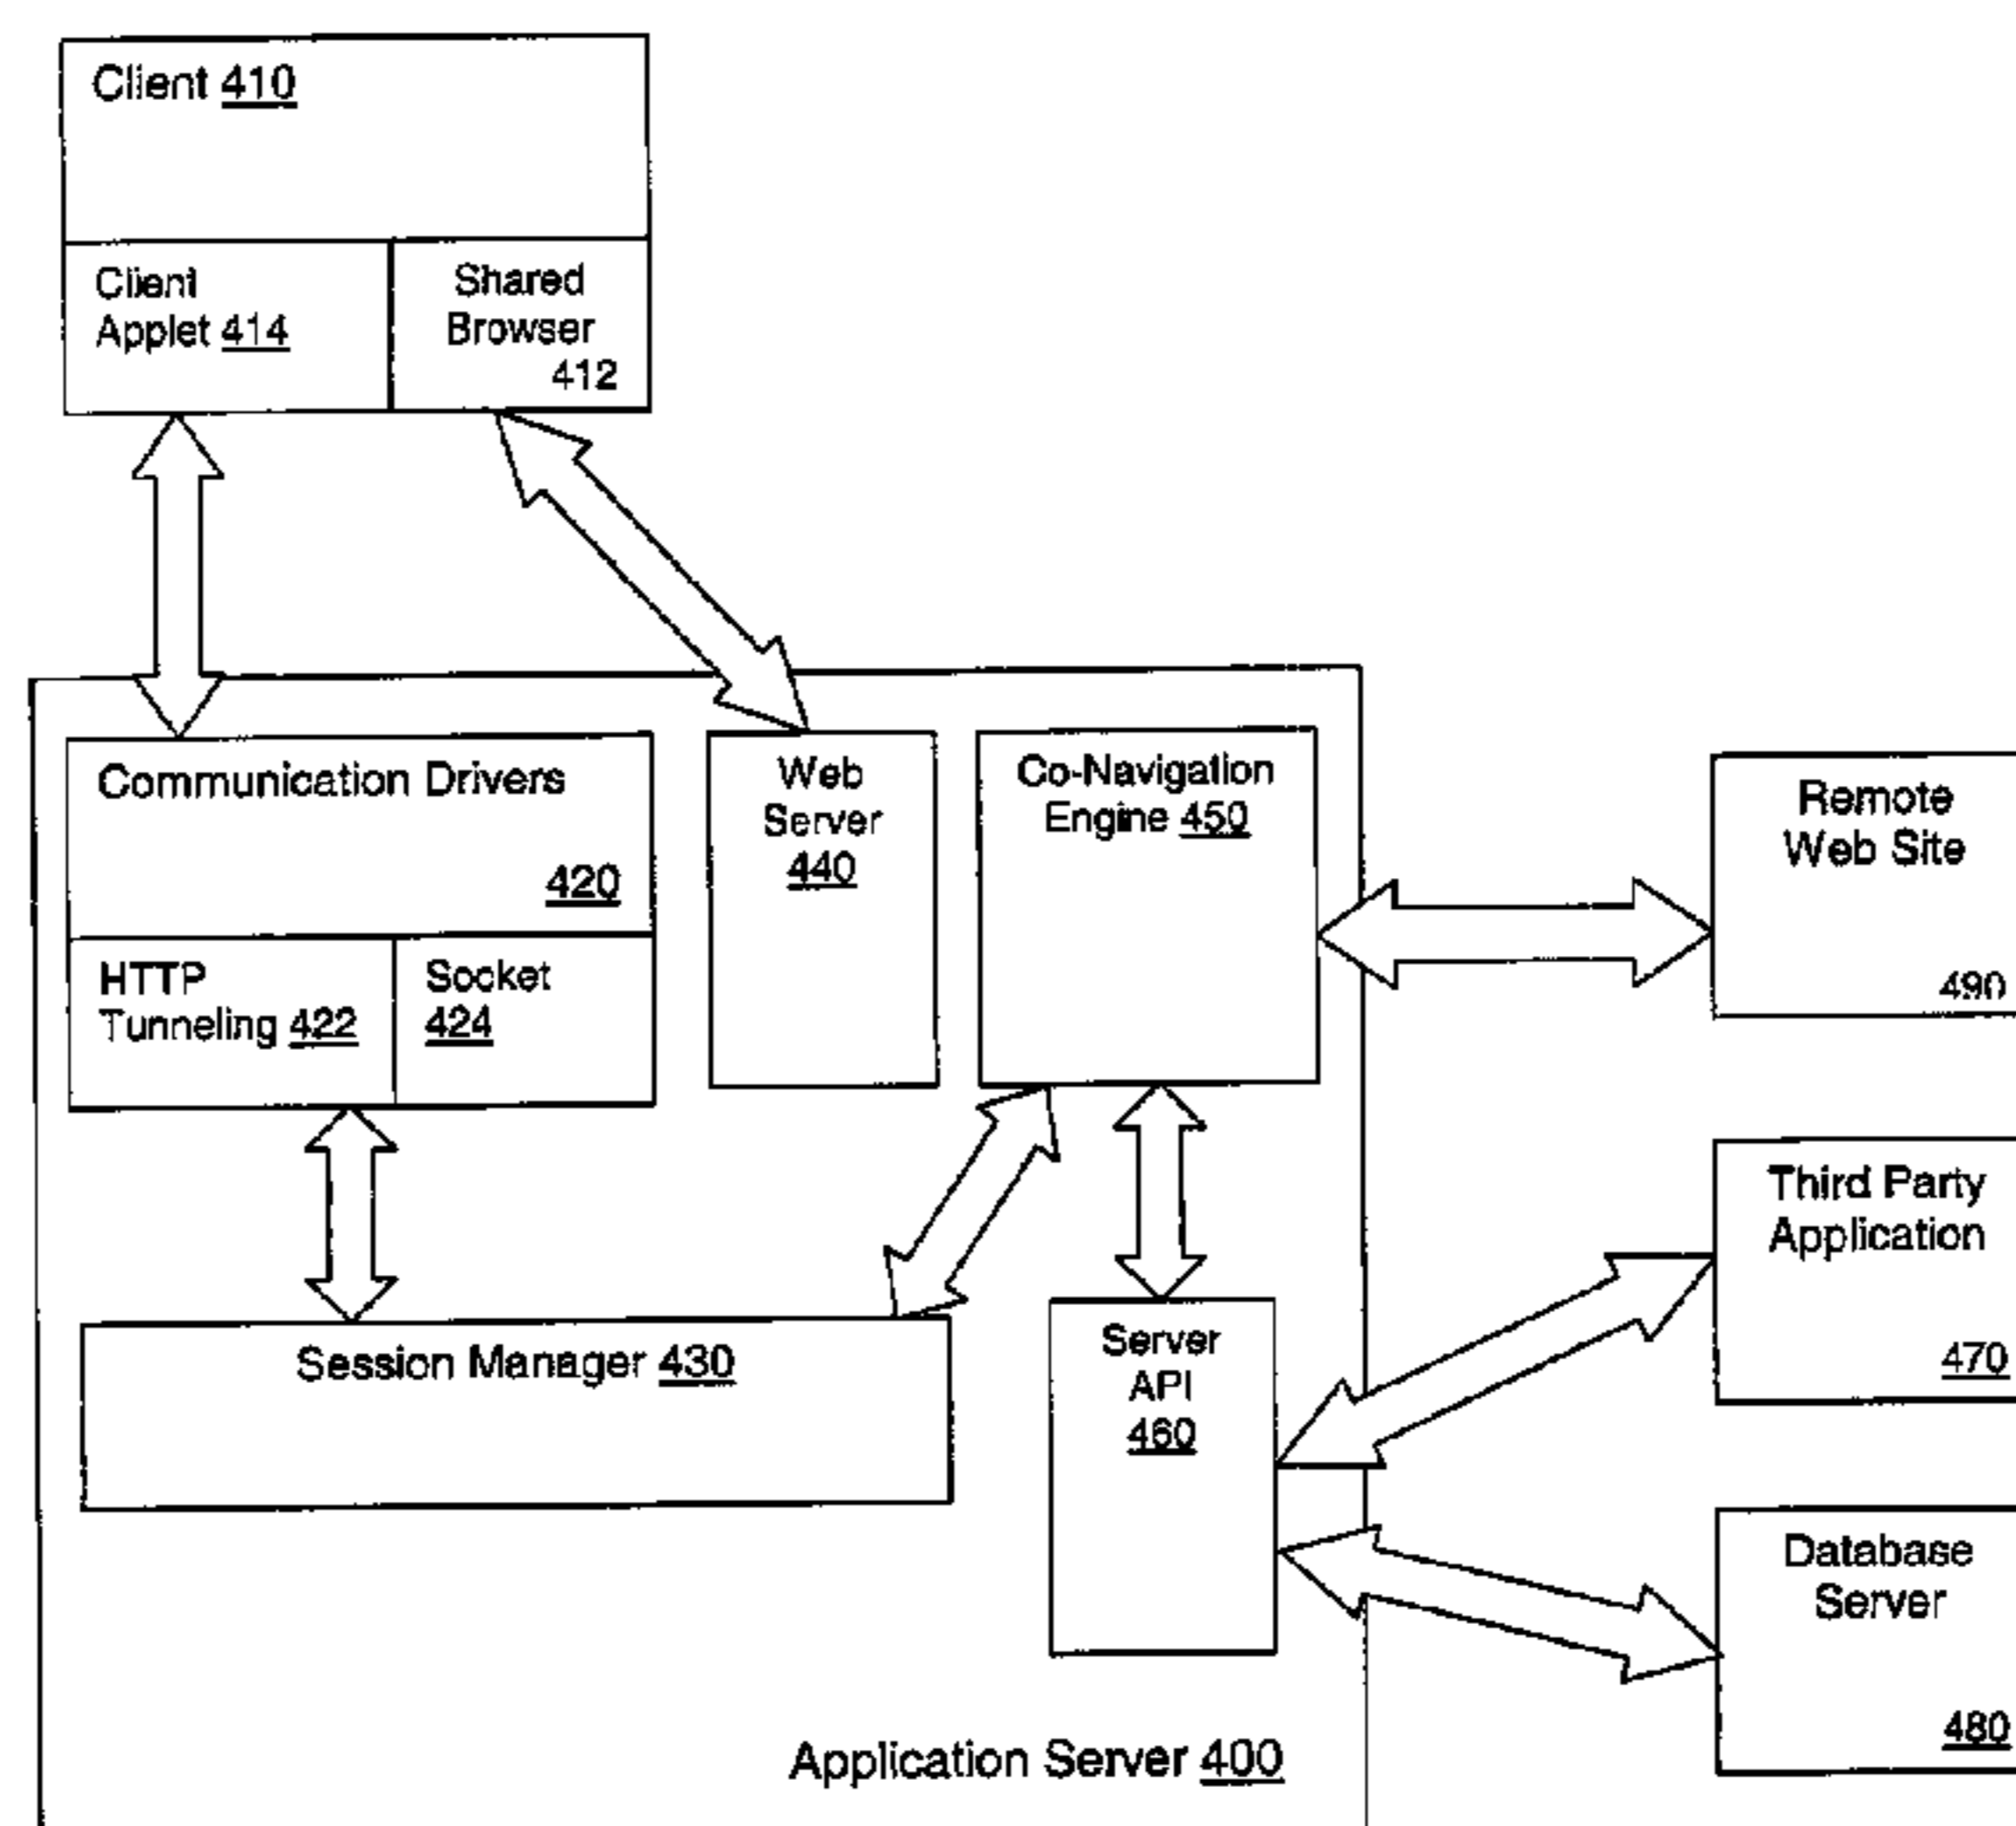 Client 410
Client
Applet 414
Shared
Browser
412
Communication Drivers
420
HTTP
Tunneling 422
Socket
424
Web
Server
440
Co-Navigation
Engine 450
Remote
Web Site
490
Third Party
Application
470
Session Manager 430
Server
API
460
Database
Server
480
Application Server 400